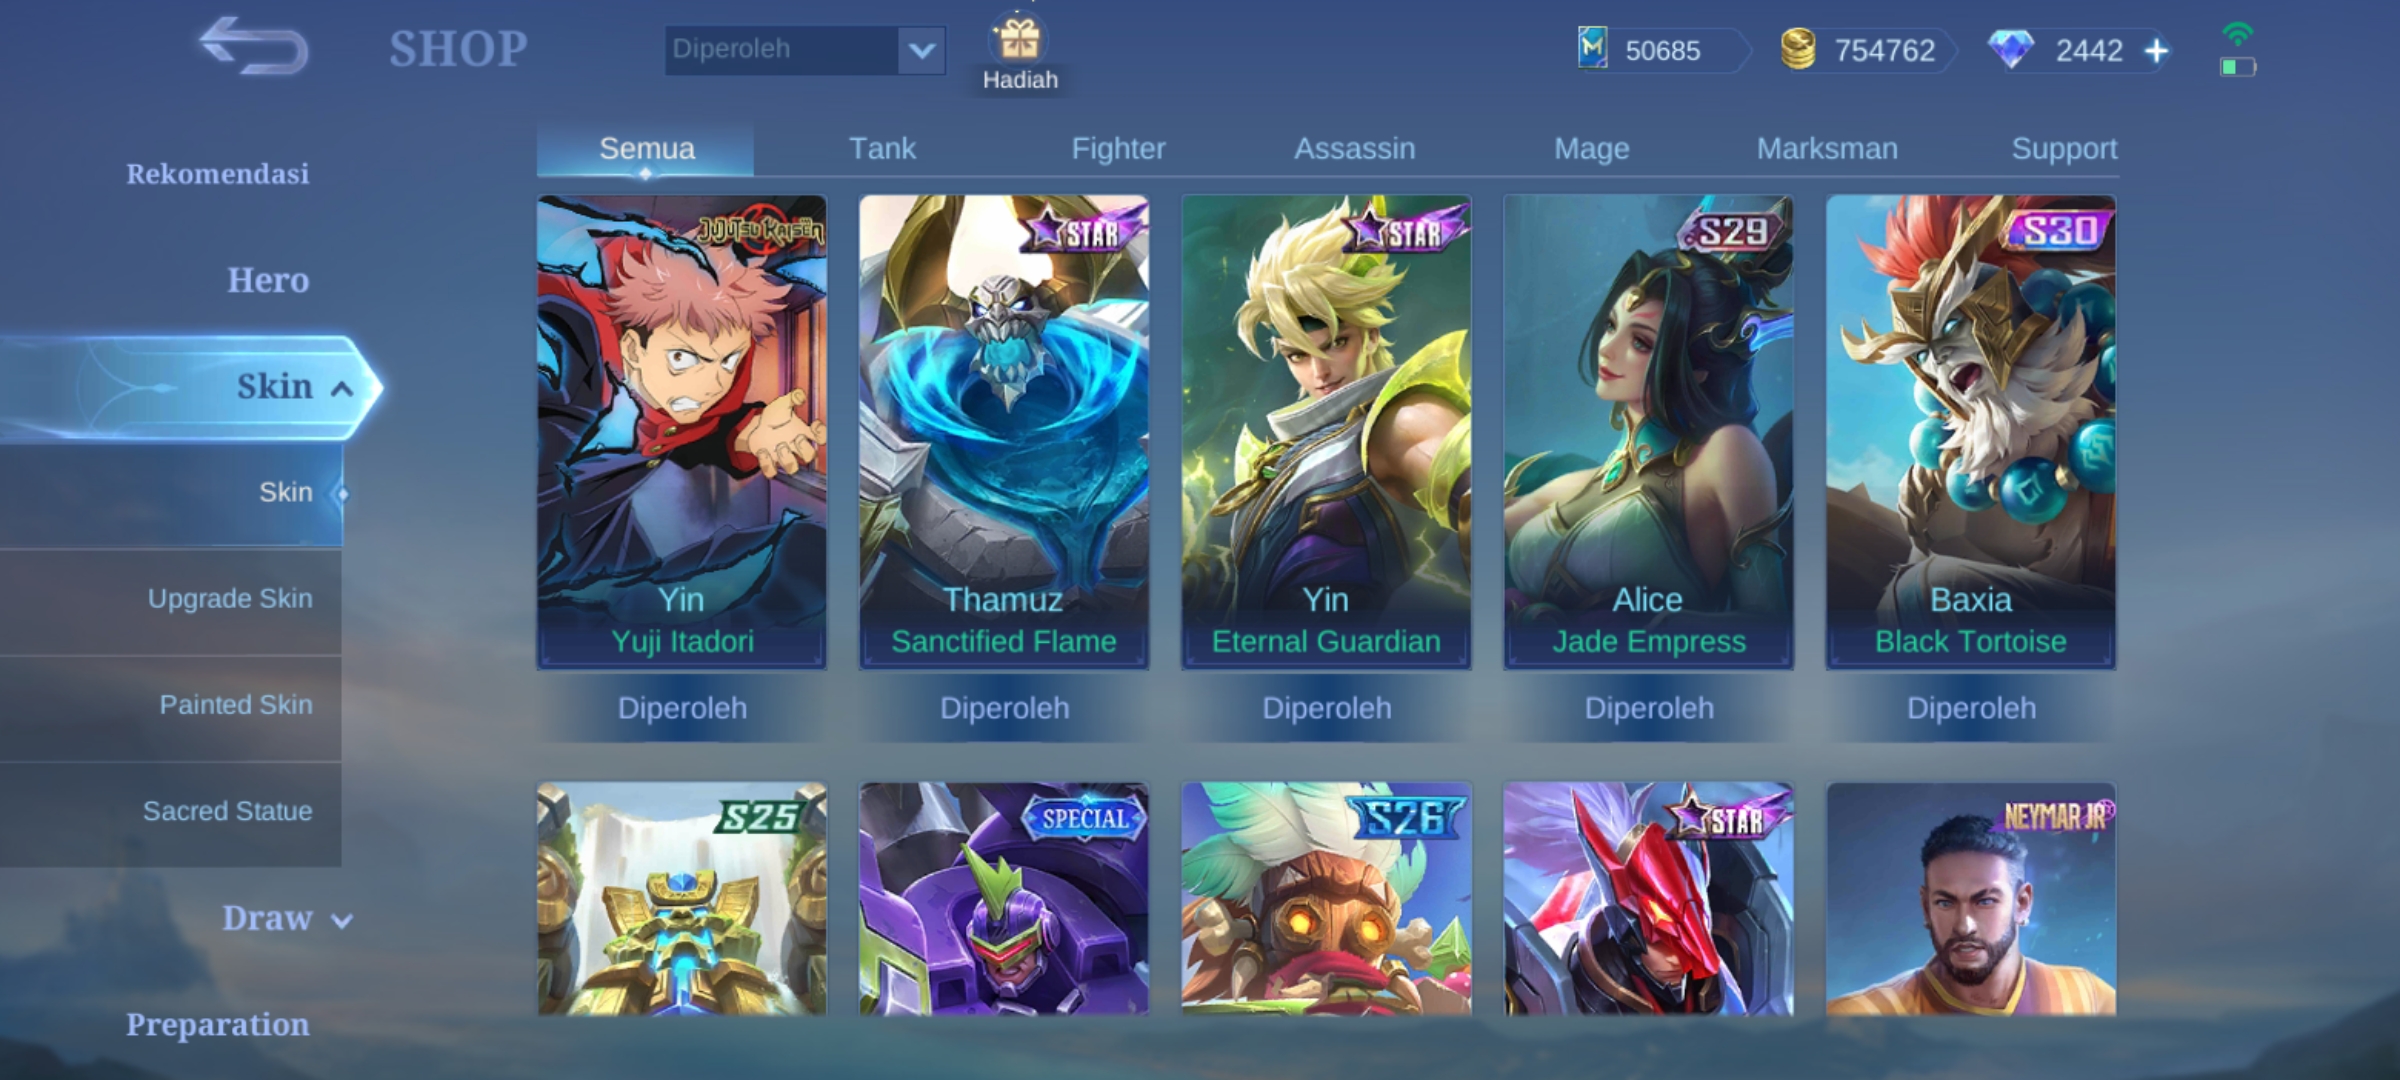 SHOP
Diperoleh
Hadiah
50685
754762
2442
Rekomendasi
Hero
Skin
Skin
Upgrade Skin
Painted Skin
Sacred Statue
Draw
Preparation
Semua
Tank
Fighter
Assassin
Mage
Marksman
Support
JUJUTSU KAISEN
Yin
Yuji Itadori
Diperoleh
STAR
Thamuz
Sanctified Flame
Diperoleh
STAR
Yin
Eternal Guardian
Diperoleh
S29
Alice
Jade Empress
Diperoleh
S30
Baxia
Black Tortoise
Diperoleh
S25
SPECIAL
S26
STAR
NEYMAR JR